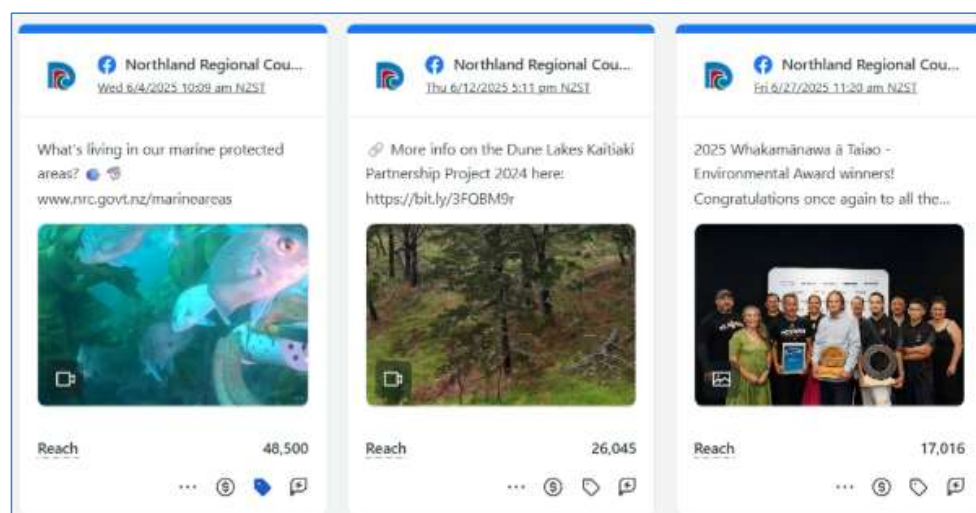 Northland Regional Cou...
Wed 6/4/2025 10:09 am NZST
What's living in our marine protected
areas?
www.nrc.govt.nz/marineareas
Reach 48,500
Northland Regional Cou...
Thu 6/12/2025 5:11 pm NZST
More info on the Dune Lakes Kaitiaki
Partnership Project 2024 here:
https://bit.ly/3FQBM9r
Reach 26,045
Northland Regional Cou...
Fri 6/27/2025 11:20 am NZST
2025 Whakamānawa ā Taiao -
Environmental Award winners!
Congratulations once again to all the...
Reach 17,016